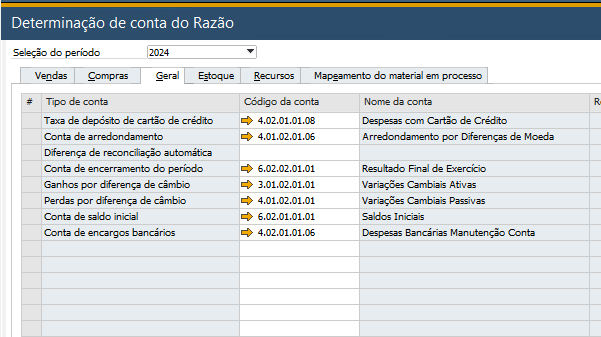 Determinação de conta do Razão
Seleção do período 2024
Vendas Compras Geral Estoque Recursos Mapeamento do material em processo
# Tipo de conta Código da conta Nome da conta R
Taxa de depósito de cartão de crédito 4.02.01.01.08 Despesas com Cartão de Crédito
Conta de arredondamento 4.01.02.01.06 Arredondamento por Diferenças de Moeda
Diferença de reconciliação automática
Conta de encerramento do período 6.02.02.01.01 Resultado Final de Exercício
Ganhos por diferença de câmbio 3.01.02.01.01 Variações Cambiais Ativas
Perdas por diferença de câmbio 4.01.02.01.01 Variações Cambiais Passivas
Conta de saldo inicial 6.02.01.01.01 Saldos Iniciais
Conta de encargos bancários 4.02.01.01.06 Despesas Bancárias Manutenção Conta